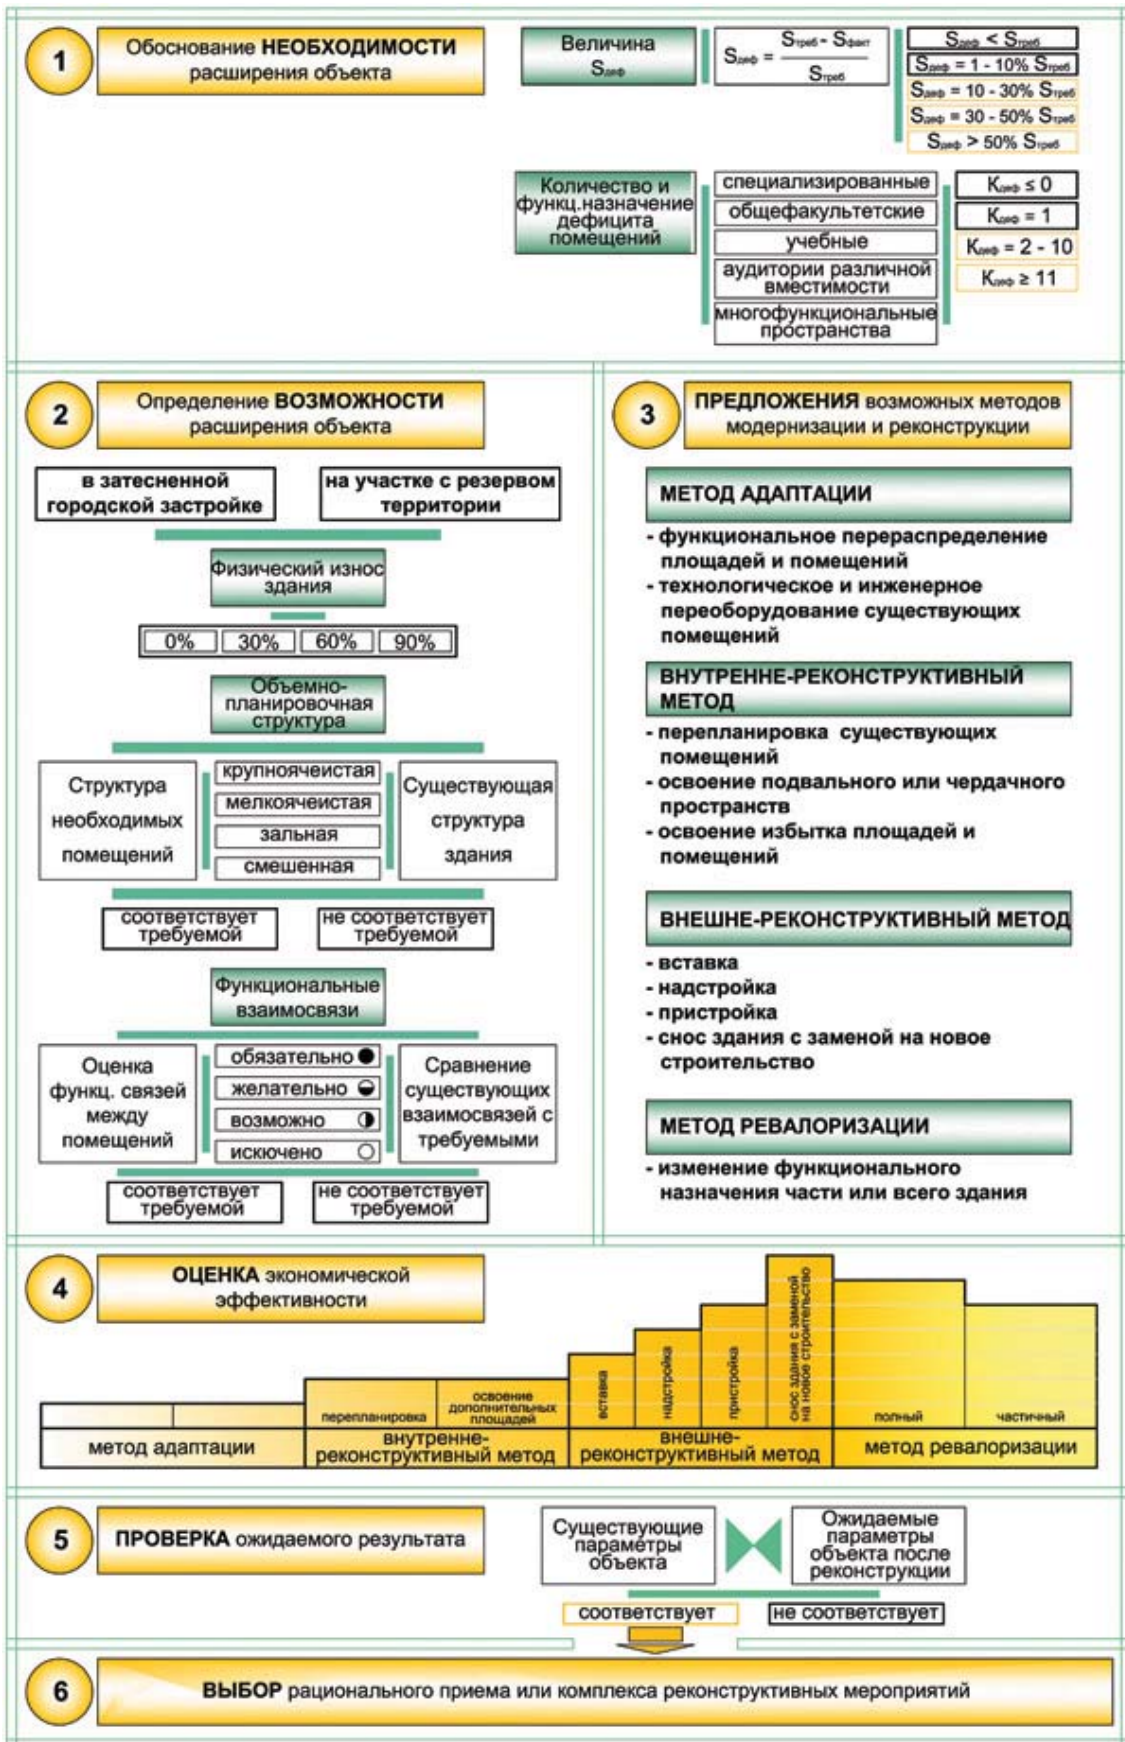 1
Обоснование НЕОБХОДИМОСТИ
расширения объекта
Величина
Sдеф
Sдеф = Sтреб - Sфакт
Sтреб
Sдеф < Sтреб
Sдеф = 1 - 10% Sтреб
Sдеф = 10 - 30% Sтреб
Sдеф = 30 - 50% Sтреб
Sдеф > 50% Sтреб
Количество и
функц.назначение
дефицита
помещений
специализированные
общефакультетские
учебные
аудитории различной
вместимости
многофункциональные
пространства
Kдеф ≤ 0
Kдеф = 1
Kдеф = 2 - 10
Kдеф ≥ 11
2
Определение ВОЗМОЖНОСТИ
расширения объекта
в затесненной
городской застройке
на участке с резервом
территории
Физический износ
здания
0%
30%
60%
90%
Объемно-
планировочная
структура
Структура
необходимых
помещений
крупноячеистая
мелкоячеистая
зальная
смешенная
Существующая
структура
здания
соответствует
требуемой
не соответствует
требуемой
Функциональные
взаимосвязи
Оценка
функц. связей
между
помещений
обязательно
желательно
возможно
искючено
Сравнение
существующих
взаимосвязей с
требуемыми
соответствует
требуемой
не соответствует
требуемой
3
ПРЕДЛОЖЕНИЯ возможных методов
модернизации и реконструкции
МЕТОД АДАПТАЦИИ
- функциональное перераспределение
площадей и помещений
- технологическое и инженерное
переоборудование существующих
помещений
ВНУТРЕННЕ-РЕКОНСТРУКТИВНЫЙ
МЕТОД
- перепланировка существующих
помещений
- освоение подвального или чердачного
пространств
- освоение избытка площадей и
помещений
ВНЕШНЕ-РЕКОНСТРУКТИВНЫЙ МЕТОД
- вставка
- надстройка
- пристройка
- снос здания с заменой на новое
строительство
МЕТОД РЕВАЛОРИЗАЦИИ
- изменение функционального
назначения части или всего здания
4
ОЦЕНКА экономической
эффективности
перепланировка
освоение
дополнительных
площадей
вставка
надстройка
пристройка
снос здания с заменой
на новое строительство
полный
частичный
метод адаптации
внутренне-
реконструктивный метод
внешне-
реконструктивный метод
метод ревалоризации
5
ПРОВЕРКА ожидаемого результата
Существующие
параметры
объекта
Ожидаемые
параметры
объекта после
реконструкции
соответствует
не соответствует
6
ВЫБОР рационального приема или комплекса реконструктивных мероприятий